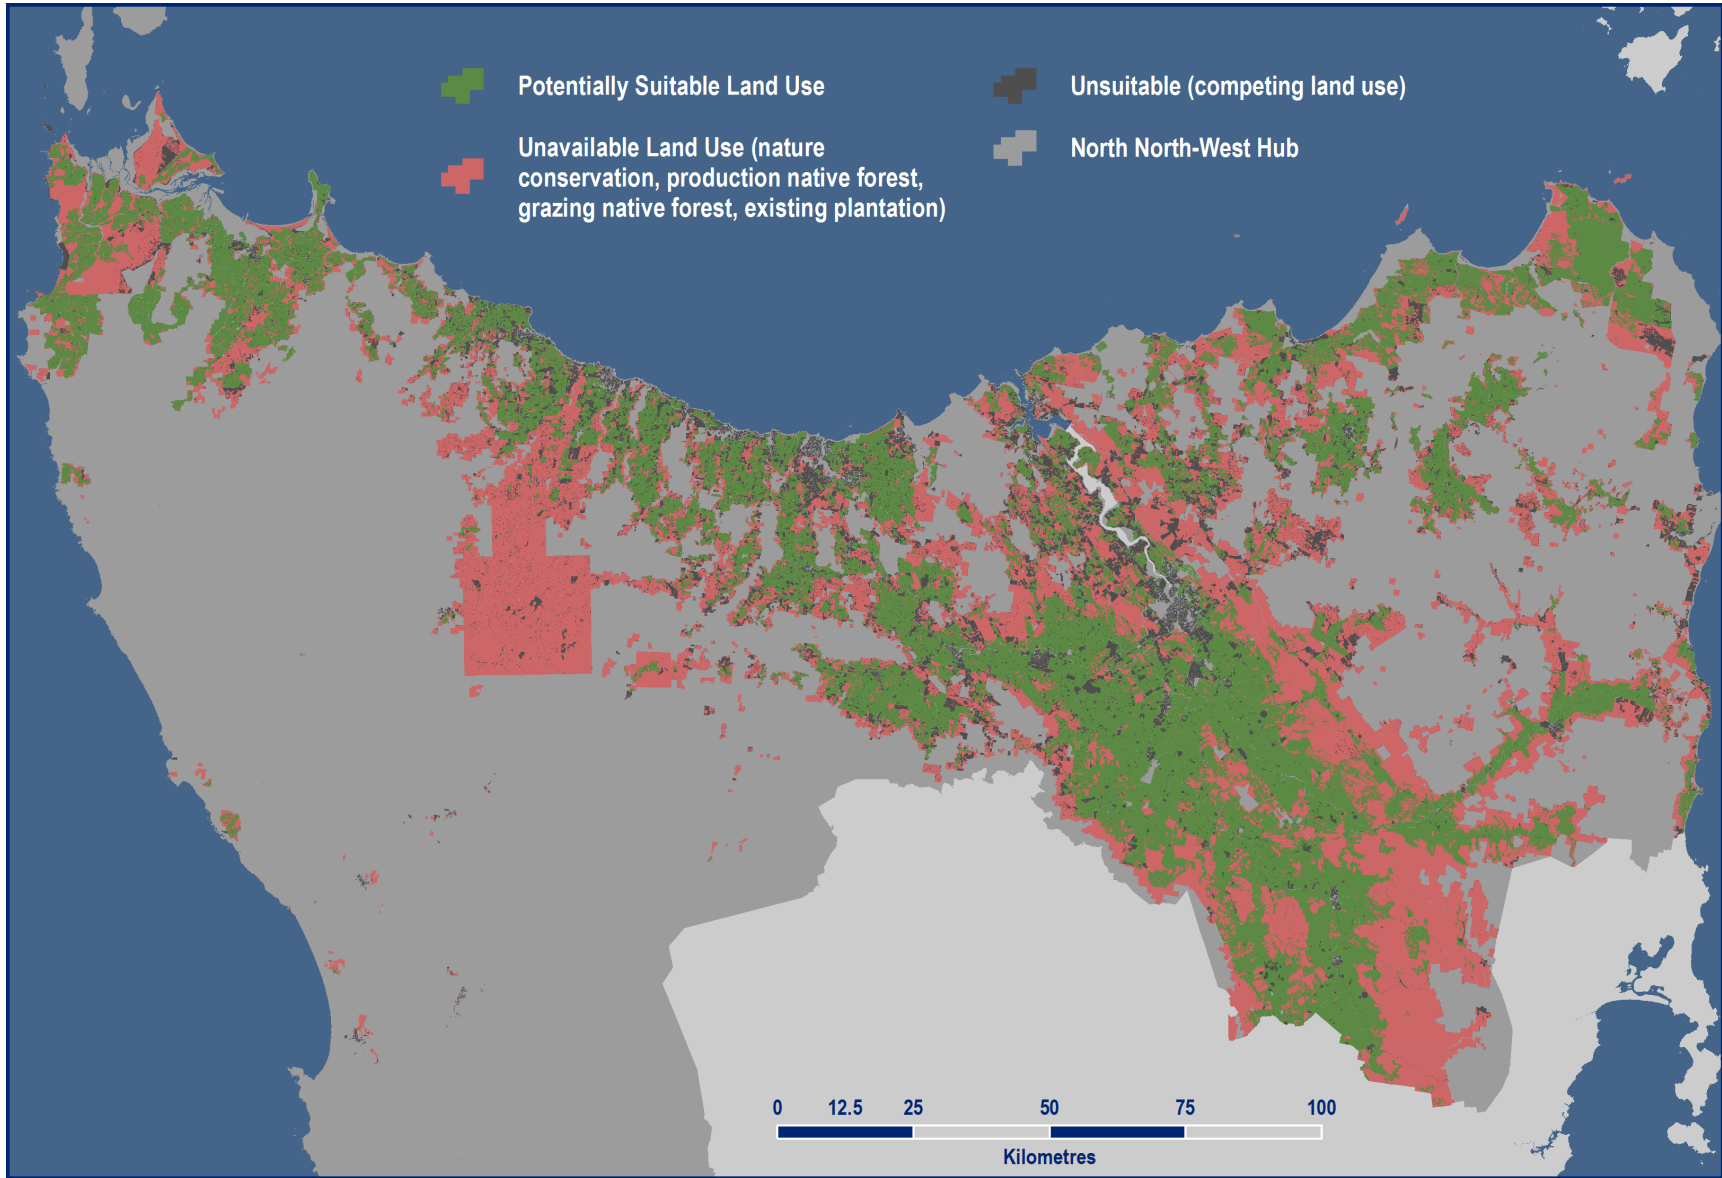 Potentially Suitable Land Use
Unavailable Land Use (nature
conservation, production native forest,
grazing native forest, existing plantation)
Unsuitable (competing land use)
North North-West Hub
0 12.5 25 50 75 100
Kilometres